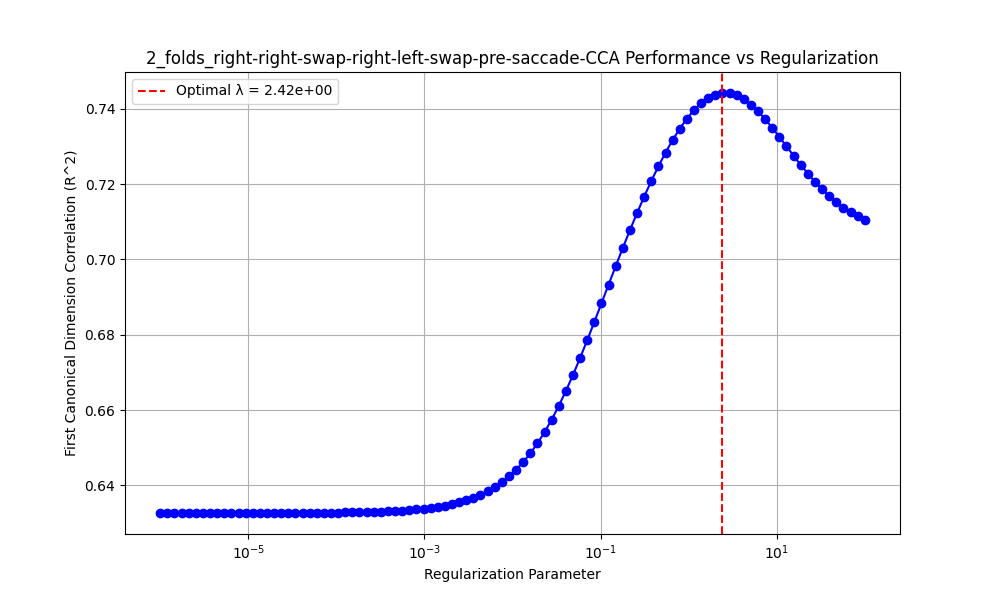 2_folds_right-right-swap-right-left-swap-pre-saccade-CCA Performance vs Regularization
Optimal λ = 2.42e+00
First Canonical Dimension Correlation (R^2)
0.74
0.72
0.70
0.68
0.66
0.64
10^-5
10^-3
10^-1
10^1
Regularization Parameter